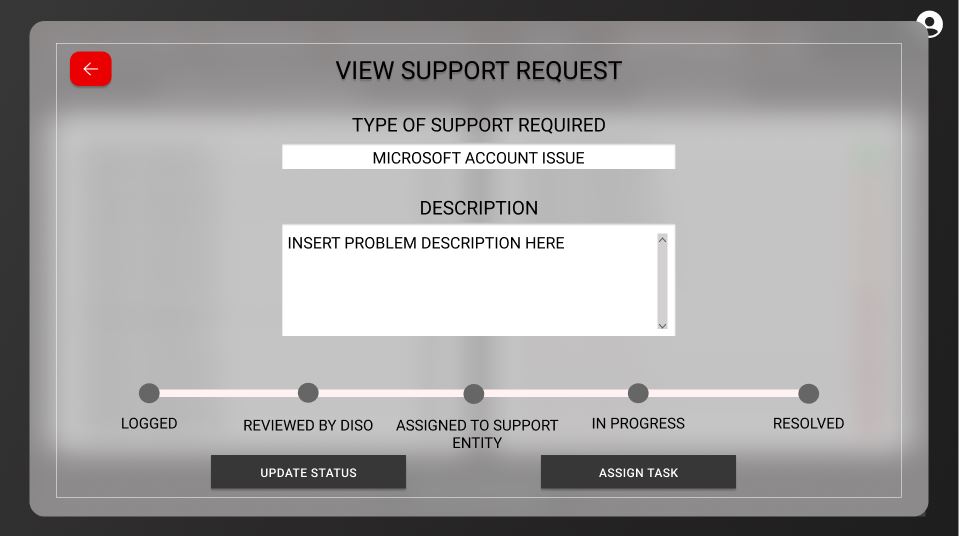 VIEW SUPPORT REQUEST
TYPE OF SUPPORT REQUIRED
MICROSOFT ACCOUNT ISSUE
DESCRIPTION
INSERT PROBLEM DESCRIPTION HERE
LOGGED
REVIEWED BY DISO
ASSIGNED TO SUPPORT
ENTITY
IN PROGRESS
RESOLVED
UPDATE STATUS
ASSIGN TASK